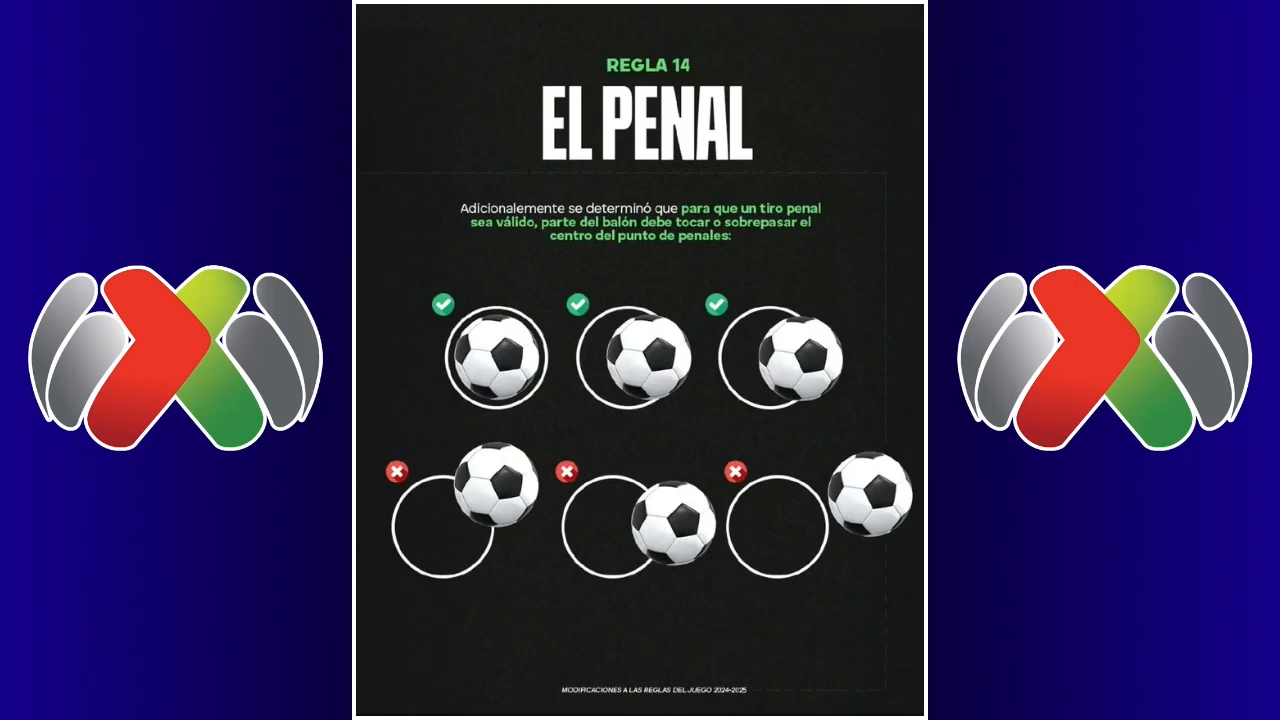 REGLA 14
EL PENAL
Adicionalemente se determinó que para que un tiro penal
sea válido, parte del balón debe tocar o sobrepasar el
centro del punto de penales:
MODIFICACIONES A LAS REGLAS DEL JUEGO 2024-2025